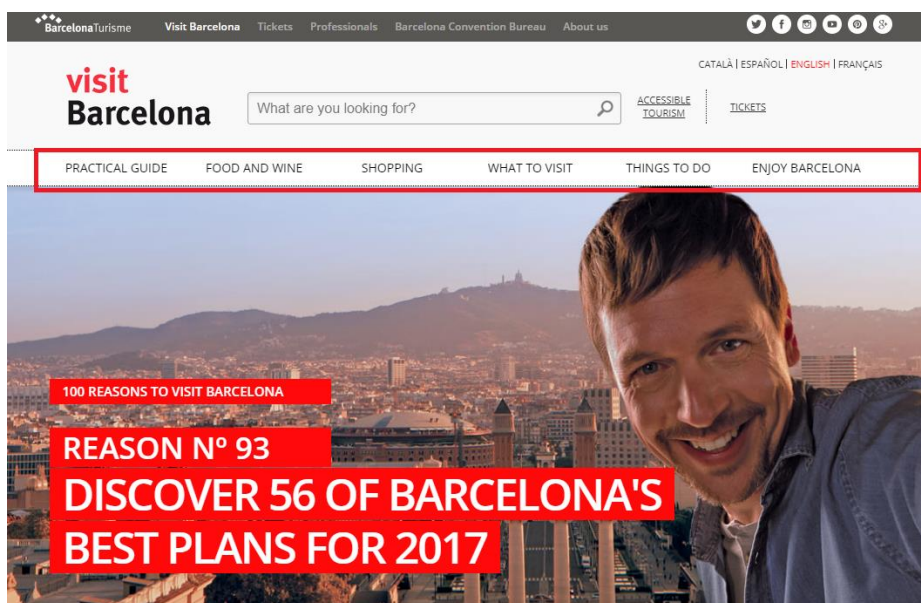 BarcelonaTurisme Visit Barcelona Tickets Professionals Barcelona Convention Bureau About us
CATALÀ | ESPAÑOL | ENGLISH | FRANÇAIS
visit
Barcelona
What are you looking for?
ACCESSIBLE
TOURISM
TICKETS
PRACTICAL GUIDE FOOD AND WINE SHOPPING WHAT TO VISIT THINGS TO DO ENJOY BARCELONA
100 REASONS TO VISIT BARCELONA
REASON Nº 93
DISCOVER 56 OF BARCELONA'S
BEST PLANS FOR 2017